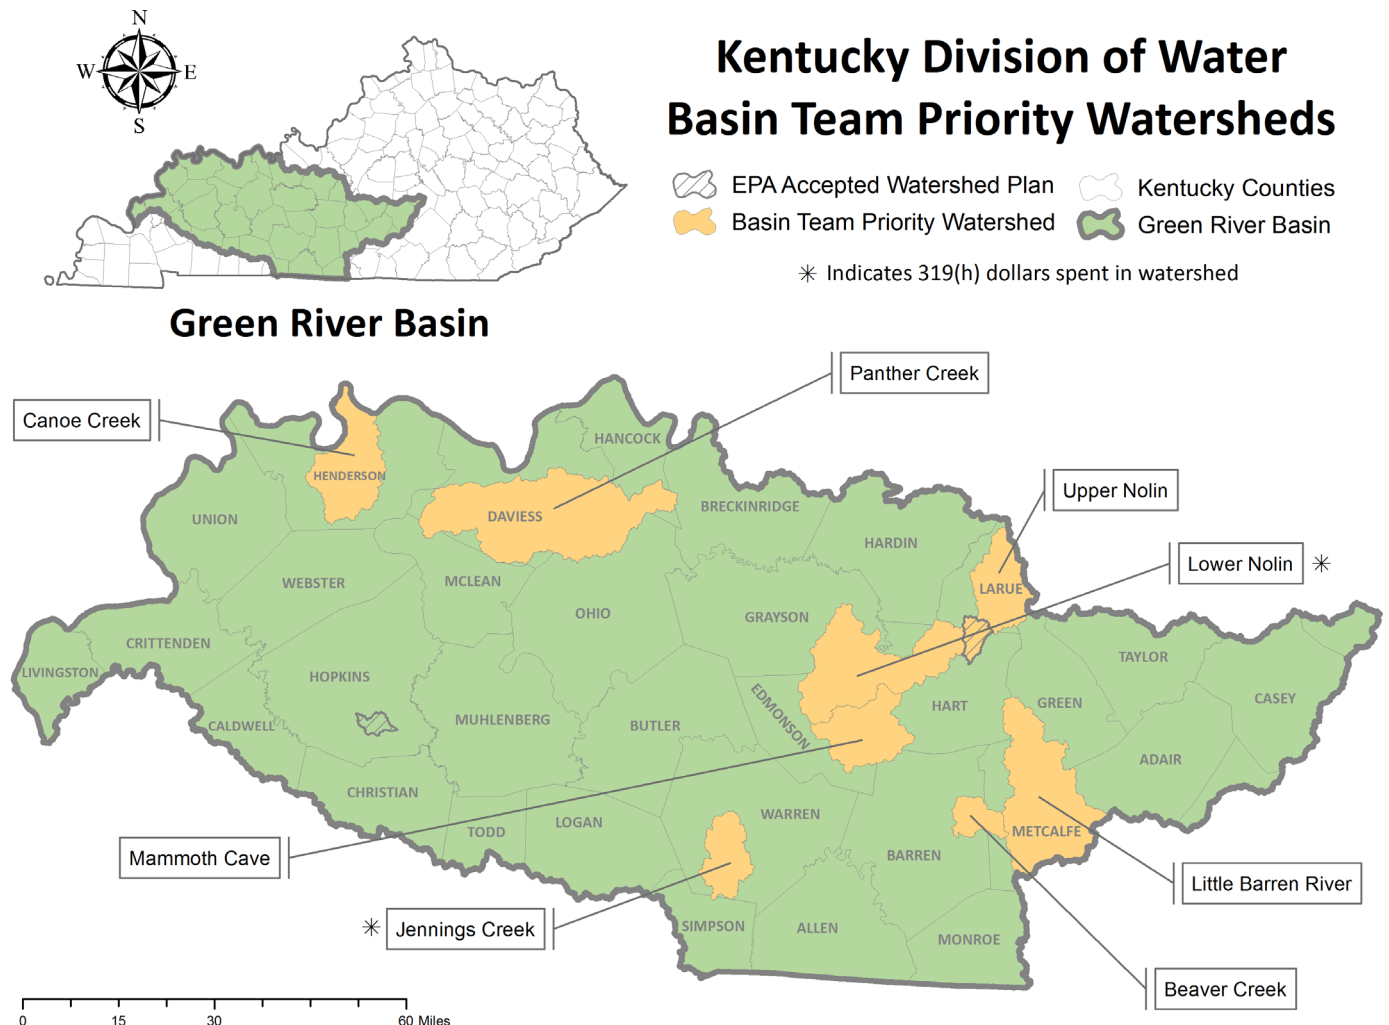 N
W E
S
Kentucky Division of Water
Basin Team Priority Watersheds
EPA Accepted Watershed Plan
Kentucky Counties
Basin Team Priority Watershed
Green River Basin
✳ Indicates 319(h) dollars spent in watershed
Green River Basin
Panther Creek
Canoe Creek
HANCOCK
HENDERSON
Upper Nolin
BRECKINRIDGE
UNION
DAVIESS
HARDIN
Lower Nolin ✳
WEBSTER
MCLEAN
LARUE
OHIO
GRAYSON
CRITTENDEN
TAYLOR
LIVINGSTON
HOPKINS
CASEY
EDMONSON
HART
GREEN
MUHLENBERG
CALDWELL
BUTLER
ADAIR
CHRISTIAN
WARREN
LOGAN
TODD
METCALFE
Mammoth Cave
BARREN
Little Barren River
✳ Jennings Creek
SIMPSON
ALLEN
MONROE
Beaver Creek
0 15 30 60 Miles